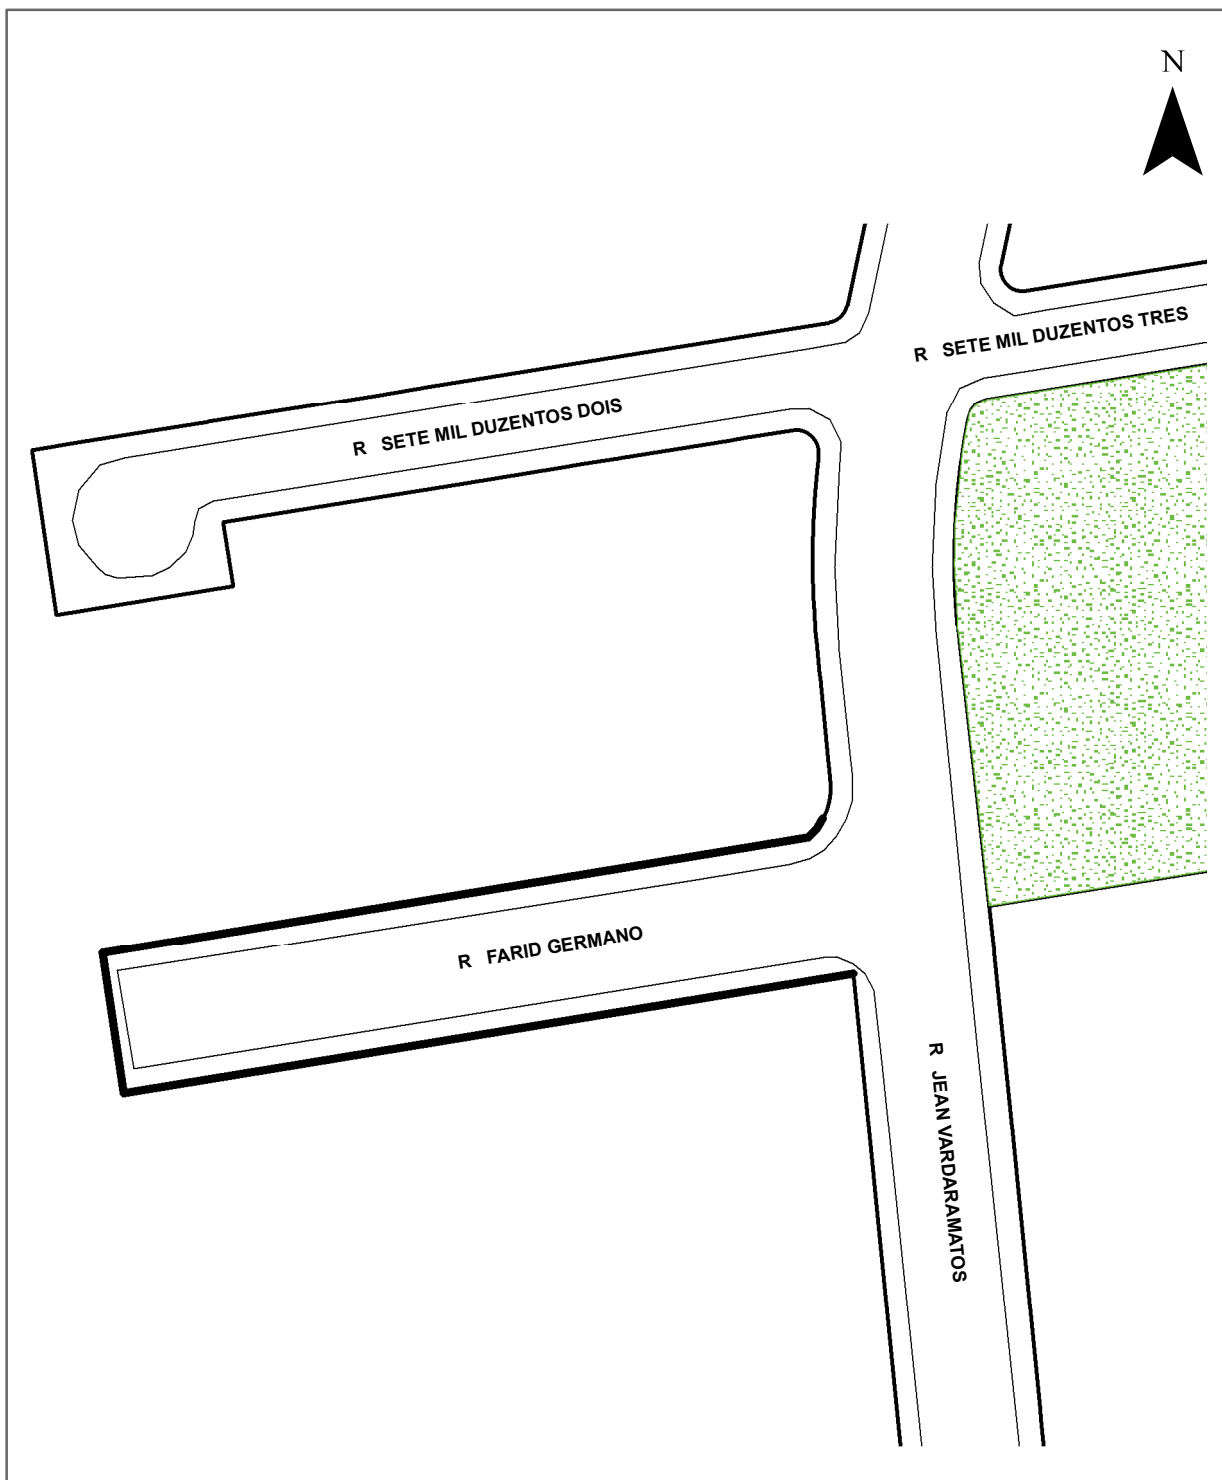 N
R SETE MIL DUZENTOS TRES
R SETE MIL DUZENTOS DOIS
R FARID GERMANO
R JEAN VARDARAMATOS